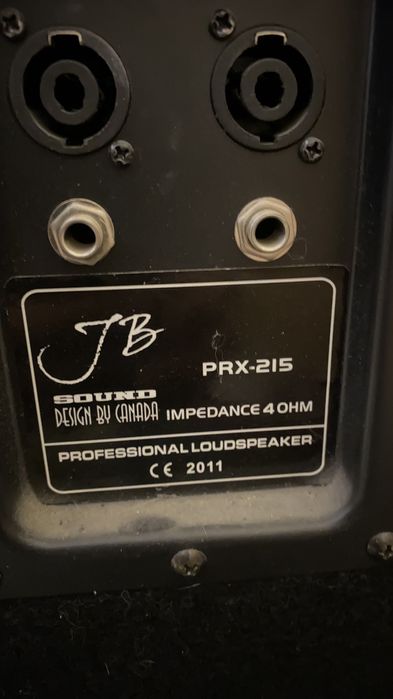 JB
PRX-215
SOUND
DESIGN BY CANADA IMPEDANCE 4 OHM
PROFESSIONAL LOUDSPEAKER
CE 2011